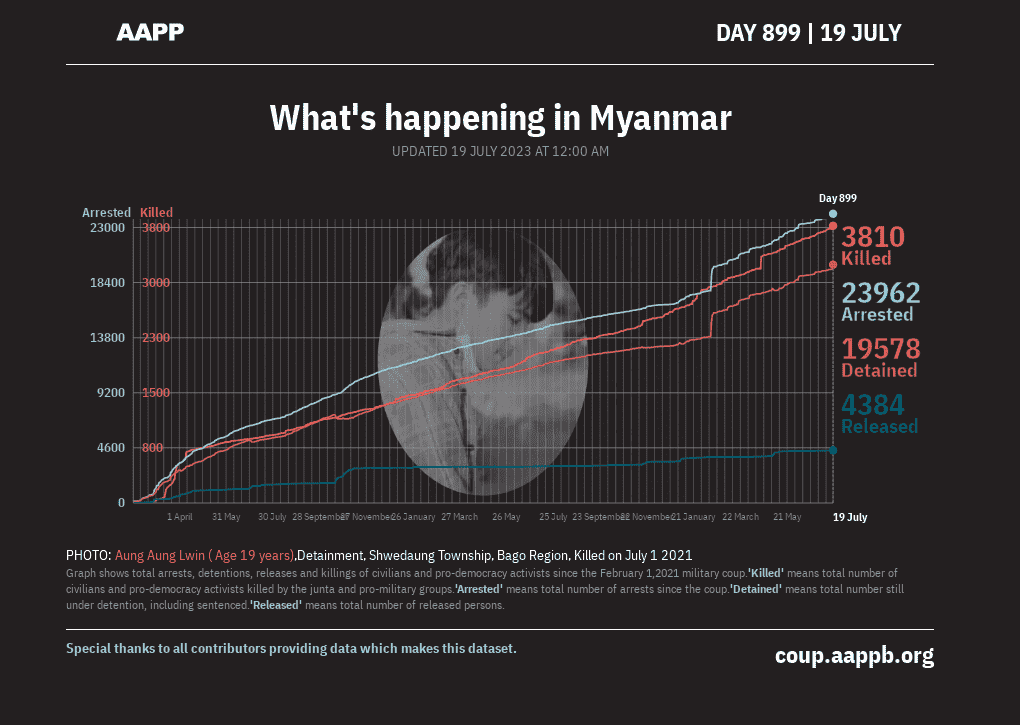 AAPP
DAY 899 | 19 JULY
What's happening in Myanmar
UPDATED 19 JULY 2023 AT 12:00 AM
Day 899
Arrested Killed
23000 3800
3810
Killed
18400 3000
23962
Arrested
13800 2300
19578
Detained
9200 1500
4384
Released
4600 800
0
1 April 31 May 30 July 28 September 27 November 26 January 27 March 26 May 25 July 23 September 22 November 21 January 22 March 21 May 19 July
PHOTO: Aung Aung Lwin ( Age 19 years),Detainment, Shwedaung Township, Bago Region, Killed on July 1 2021
Graph shows total arrests, detentions, releases and killings of civilians and pro-democracy activists since the February 1,2021 military coup.'Killed' means total number of
civilians and pro-democracy activists killed by the junta and pro-military groups.'Arrested' means total number of arrests since the coup.'Detained' means total number still
under detention, including sentenced.'Released' means total number of released persons.
Special thanks to all contributors providing data which makes this dataset.
coup.aappb.org